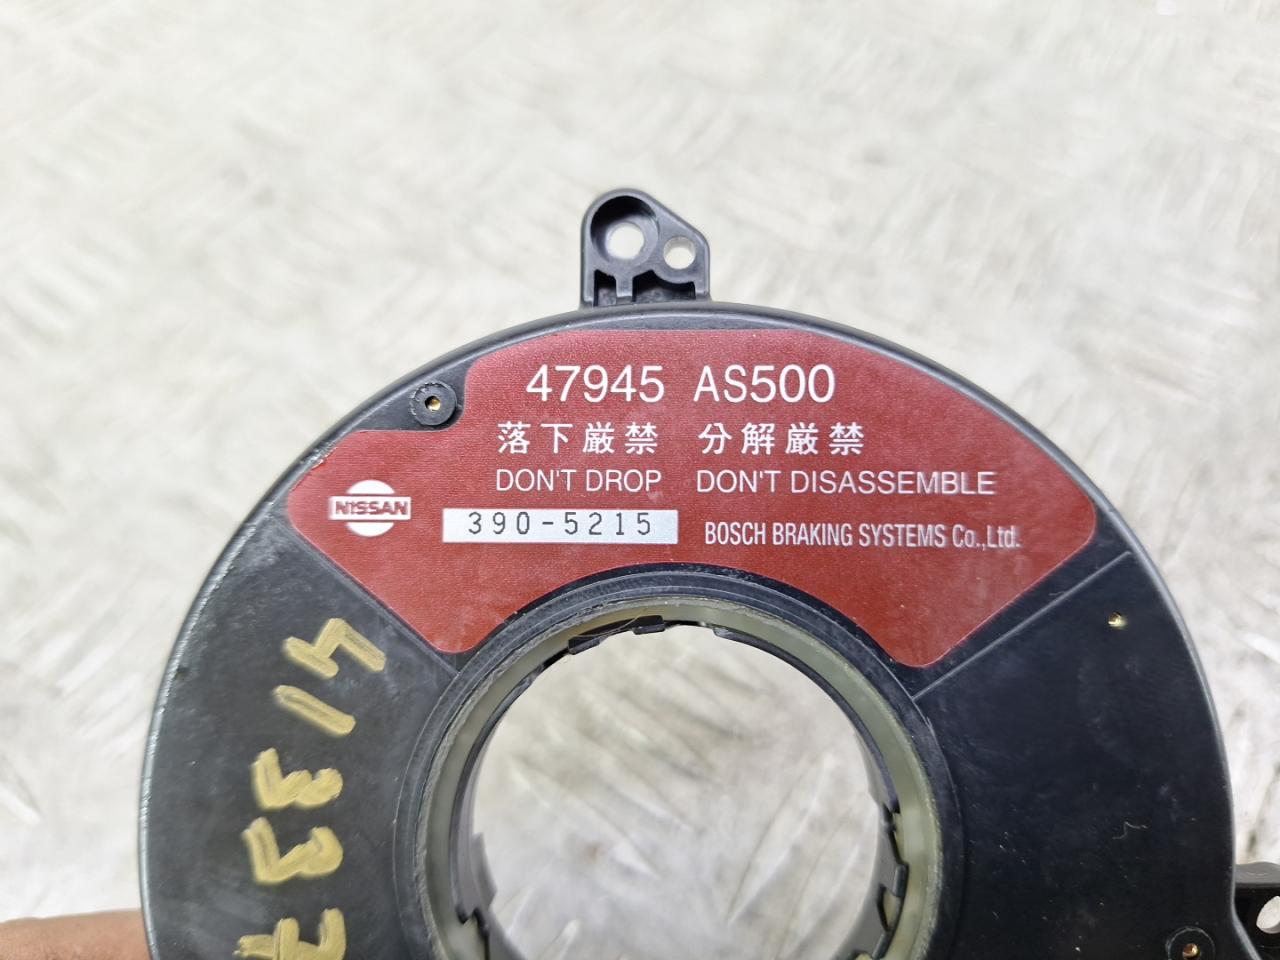 47945 AS500
落下厳禁 分解厳禁
DON'T DROP DON'T DISASSEMBLE
NISSAN
390-5215
BOSCH BRAKING SYSTEMS Co.,Ltd.
41337